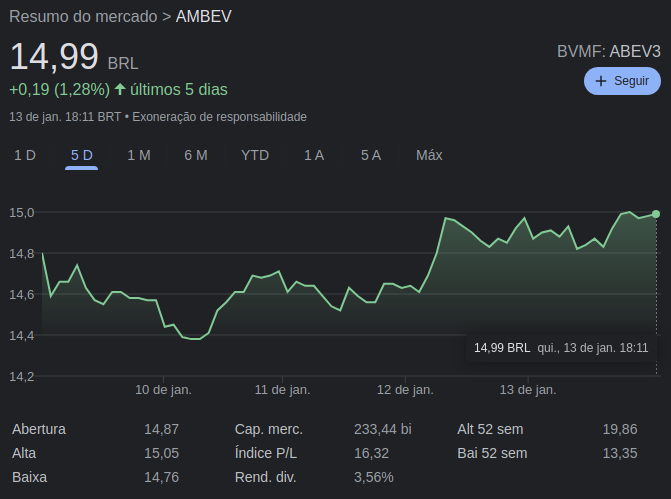 Resumo do mercado > AMBEV
14,99 BRL
BVMF: ABEV3
+0,19 (1,28%) ↑ últimos 5 dias
+ Seguir
13 de jan. 18:11 BRT • Exoneração de responsabilidade
1 D 5 D 1 M 6 M YTD 1 A 5 A Máx
15,0
14,8
14,6
14,4
14,99 BRL qui., 13 de jan. 18:11
14,2
10 de jan. 11 de jan. 12 de jan. 13 de jan.
Abertura 14,87 Cap. merc. 233,44 bi Alt 52 sem 19,86
Alta 15,05 Índice P/L 16,32 Bai 52 sem 13,35
Baixa 14,76 Rend. div. 3,56%